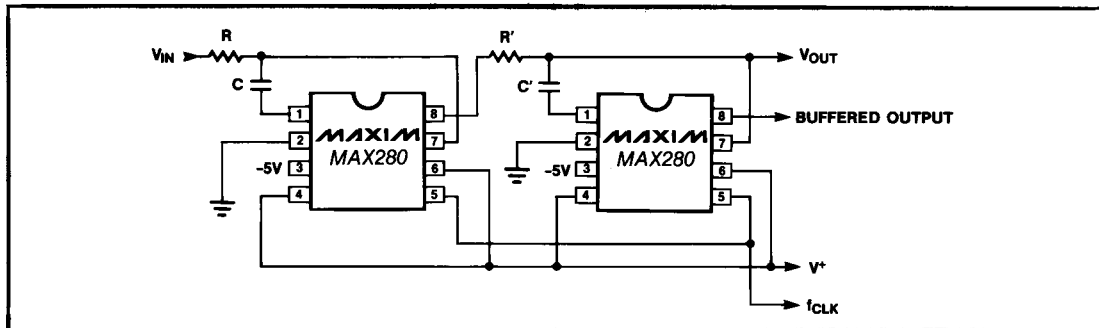 R
R'
VIN
VOUT
C
C'
1
8
1
8
BUFFERED OUTPUT
MAXIM
MAX280
MAXIM
MAX280
2
7
2
7
-5V
3
6
-5V
3
6
4
5
4
5
V+
fCLK